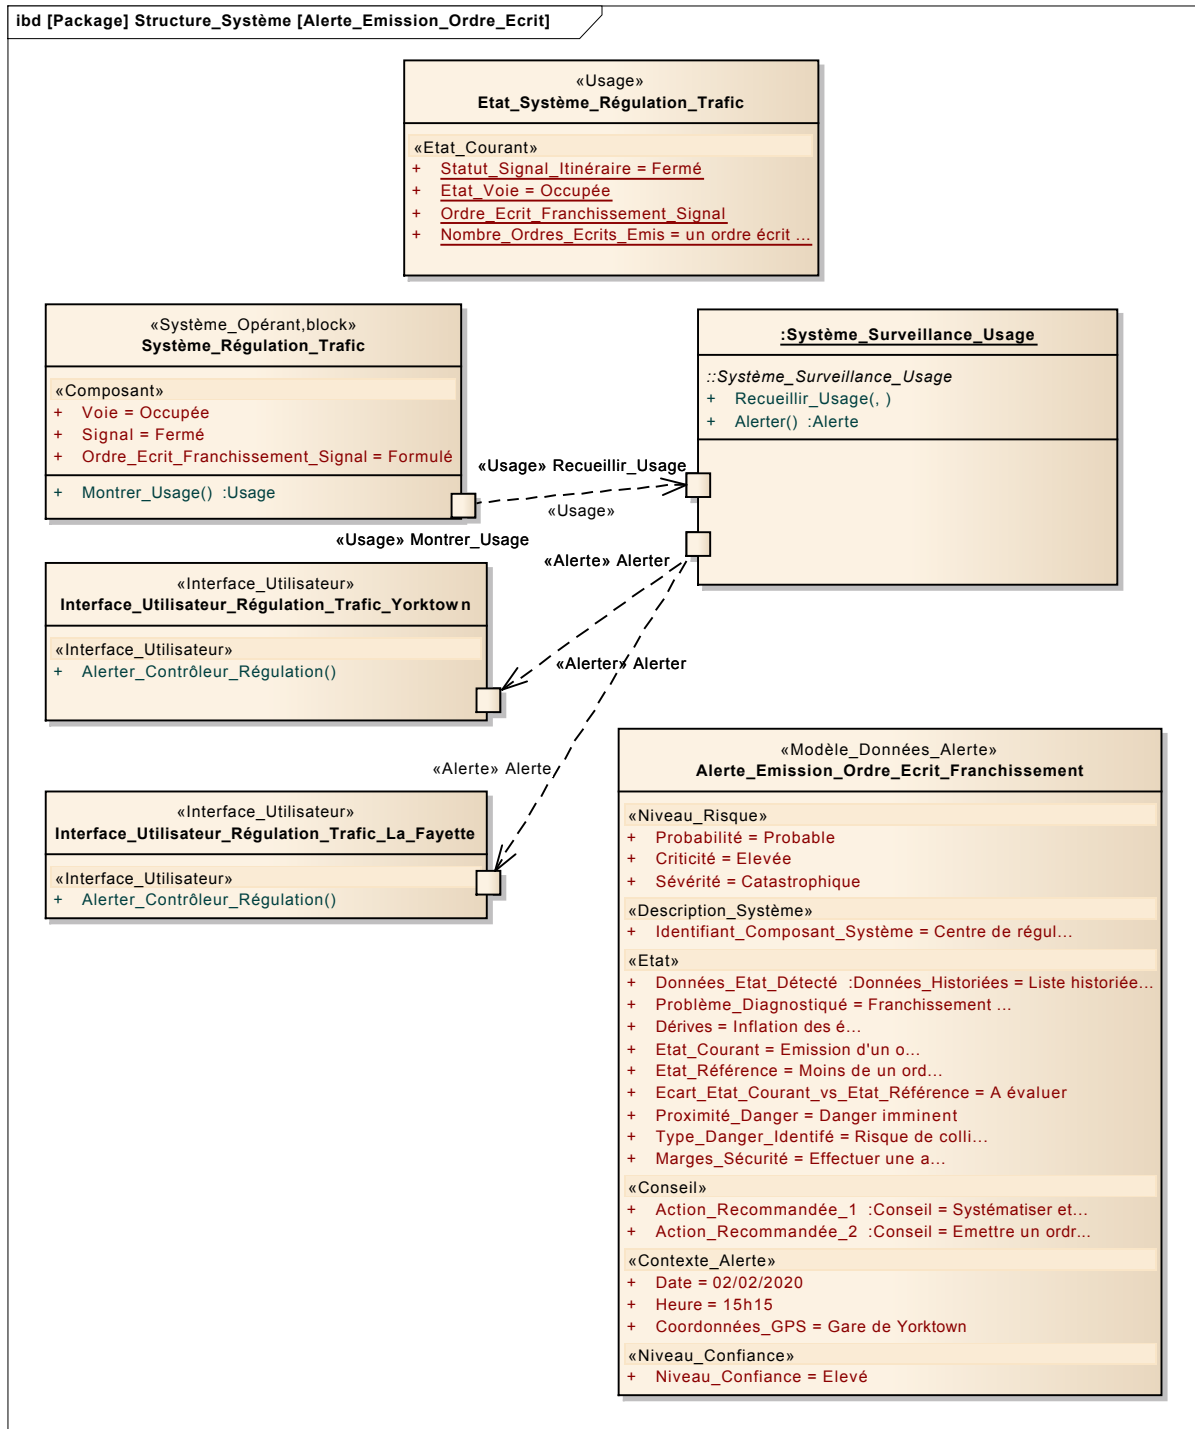 ibd [Package] Structure_Système [Alerte_Emission_Ordre_Ecrit]
«Usage»
Etat_Système_Régulation_Trafic
«Etat_Courant»
+ Statut_Signal_Itinéraire = Fermé
+ Etat_Voie = Occupée
+ Ordre_Ecrit_Franchissement_Signal
+ Nombre_Ordres_Ecrits_Emis = un ordre écrit ...
«Système_Opérant,block»
Système_Régulation_Trafic
«Composant»
+ Voie = Occupée
+ Signal = Fermé
+ Ordre_Ecrit_Franchissement_Signal = Formulé
+ Montrer_Usage() :Usage
:Système_Surveillance_Usage
::Système_Surveillance_Usage
+ Recueillir_Usage(, )
+ Alerter() :Alerte
«Usage» Recueillir_Usage
«Usage»
«Usage» Montrer_Usage
«Alerte» Alerter
«Interface_Utilisateur»
Interface_Utilisateur_Régulation_Trafic_Yorktown
«Interface_Utilisateur»
+ Alerter_Contrôleur_Régulation()
«Alerter» Alerter
«Alerte» Alerte
«Interface_Utilisateur»
Interface_Utilisateur_Régulation_Trafic_La_Fayette
«Interface_Utilisateur»
+ Alerter_Contrôleur_Régulation()
«Modèle_Données_Alerte»
Alerte_Emission_Ordre_Ecrit_Franchissement
«Niveau_Risque»
+ Probabilité = Probable
+ Criticité = Elevée
+ Sévérité = Catastrophique
«Description_Système»
+ Identifiant_Composant_Système = Centre de régul...
«Etat»
+ Données_Etat_Détecté :Données_Historiées = Liste historiée...
+ Problème_Diagnostiqué = Franchissement ...
+ Dérives = Inflation des é...
+ Etat_Courant = Emission d'un o...
+ Etat_Référence = Moins de un ord...
+ Ecart_Etat_Courant_vs_Etat_Référence = A évaluer
+ Proximité_Danger = Danger imminent
+ Type_Danger_Identifé = Risque de colli...
+ Marges_Sécurité = Effectuer une a...
«Conseil»
+ Action_Recommandée_1 :Conseil = Systématiser et...
+ Action_Recommandée_2 :Conseil = Emettre un ordr...
«Contexte_Alerte»
+ Date = 02/02/2020
+ Heure = 15h15
+ Coordonnées_GPS = Gare de Yorktown
«Niveau_Confiance»
+ Niveau_Confiance = Elevé